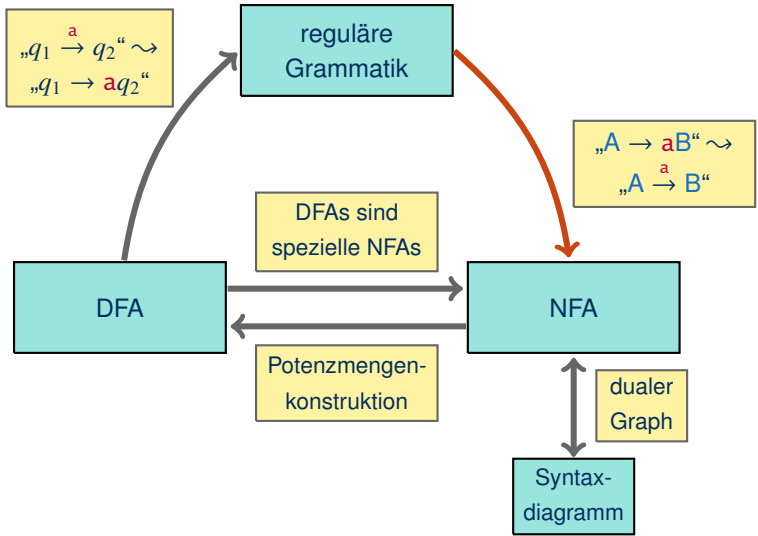 „q₁ →ᵃ q₂“ ⤳
„q₁ → aq₂“
reguläre
Grammatik
„A → aB“ ⤳
„A →ᵃ B“
DFAs sind
spezielle NFAs
DFA
NFA
Potenzmengen-
konstruktion
dualer
Graph
Syntax-
diagramm